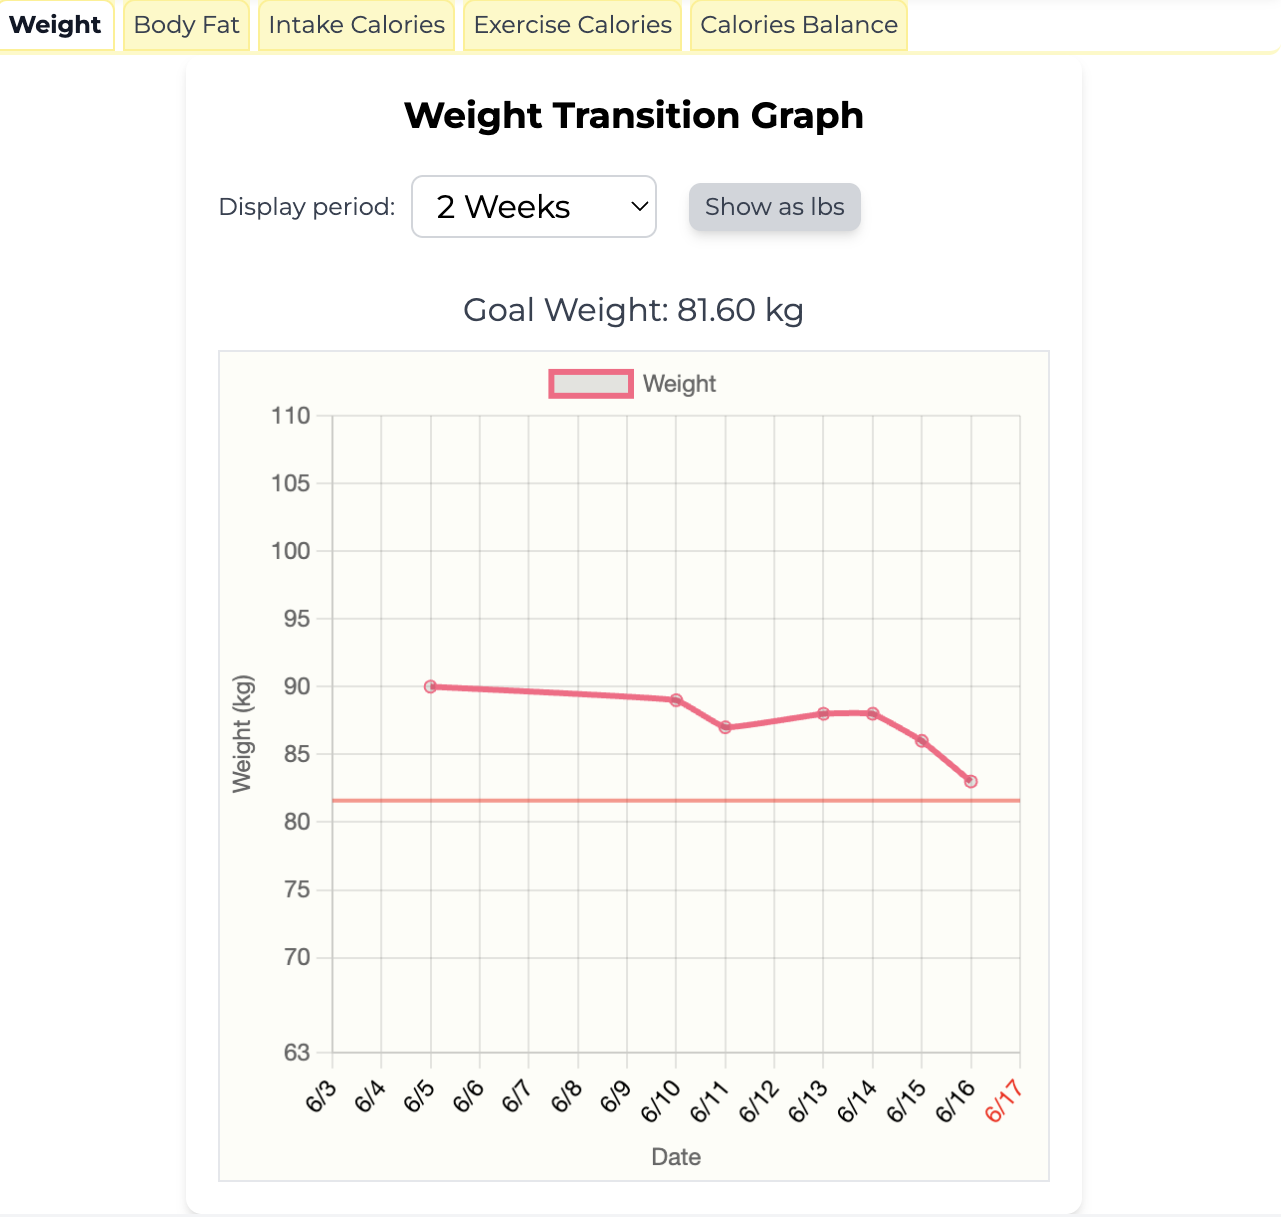 Weight Body Fat Intake Calories Exercise Calories Calories Balance
Weight Transition Graph
Display period: 2 Weeks Show as lbs
Goal Weight: 81.60 kg
Weight
110
105
100
95
90
85
80
75
70
63
Weight (kg)
6/3 6/4 6/5 6/6 6/7 6/8 6/9 6/10 6/11 6/12 6/13 6/14 6/15 6/16 6/17
Date